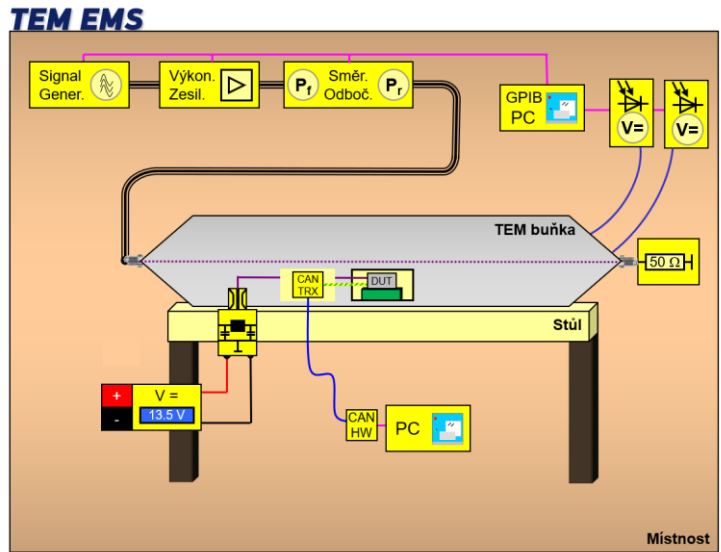 TEM EMS
Signal
Gener.
Výkon.
Zesil.
Pf
Směr.
Odboč.
Pr
GPIB
PC
V=
V=
TEM buňka
50 Ω
CAN
TRX
DUT
Stůl
+
V =
13.5 V
-
CAN
HW
PC
Místnost